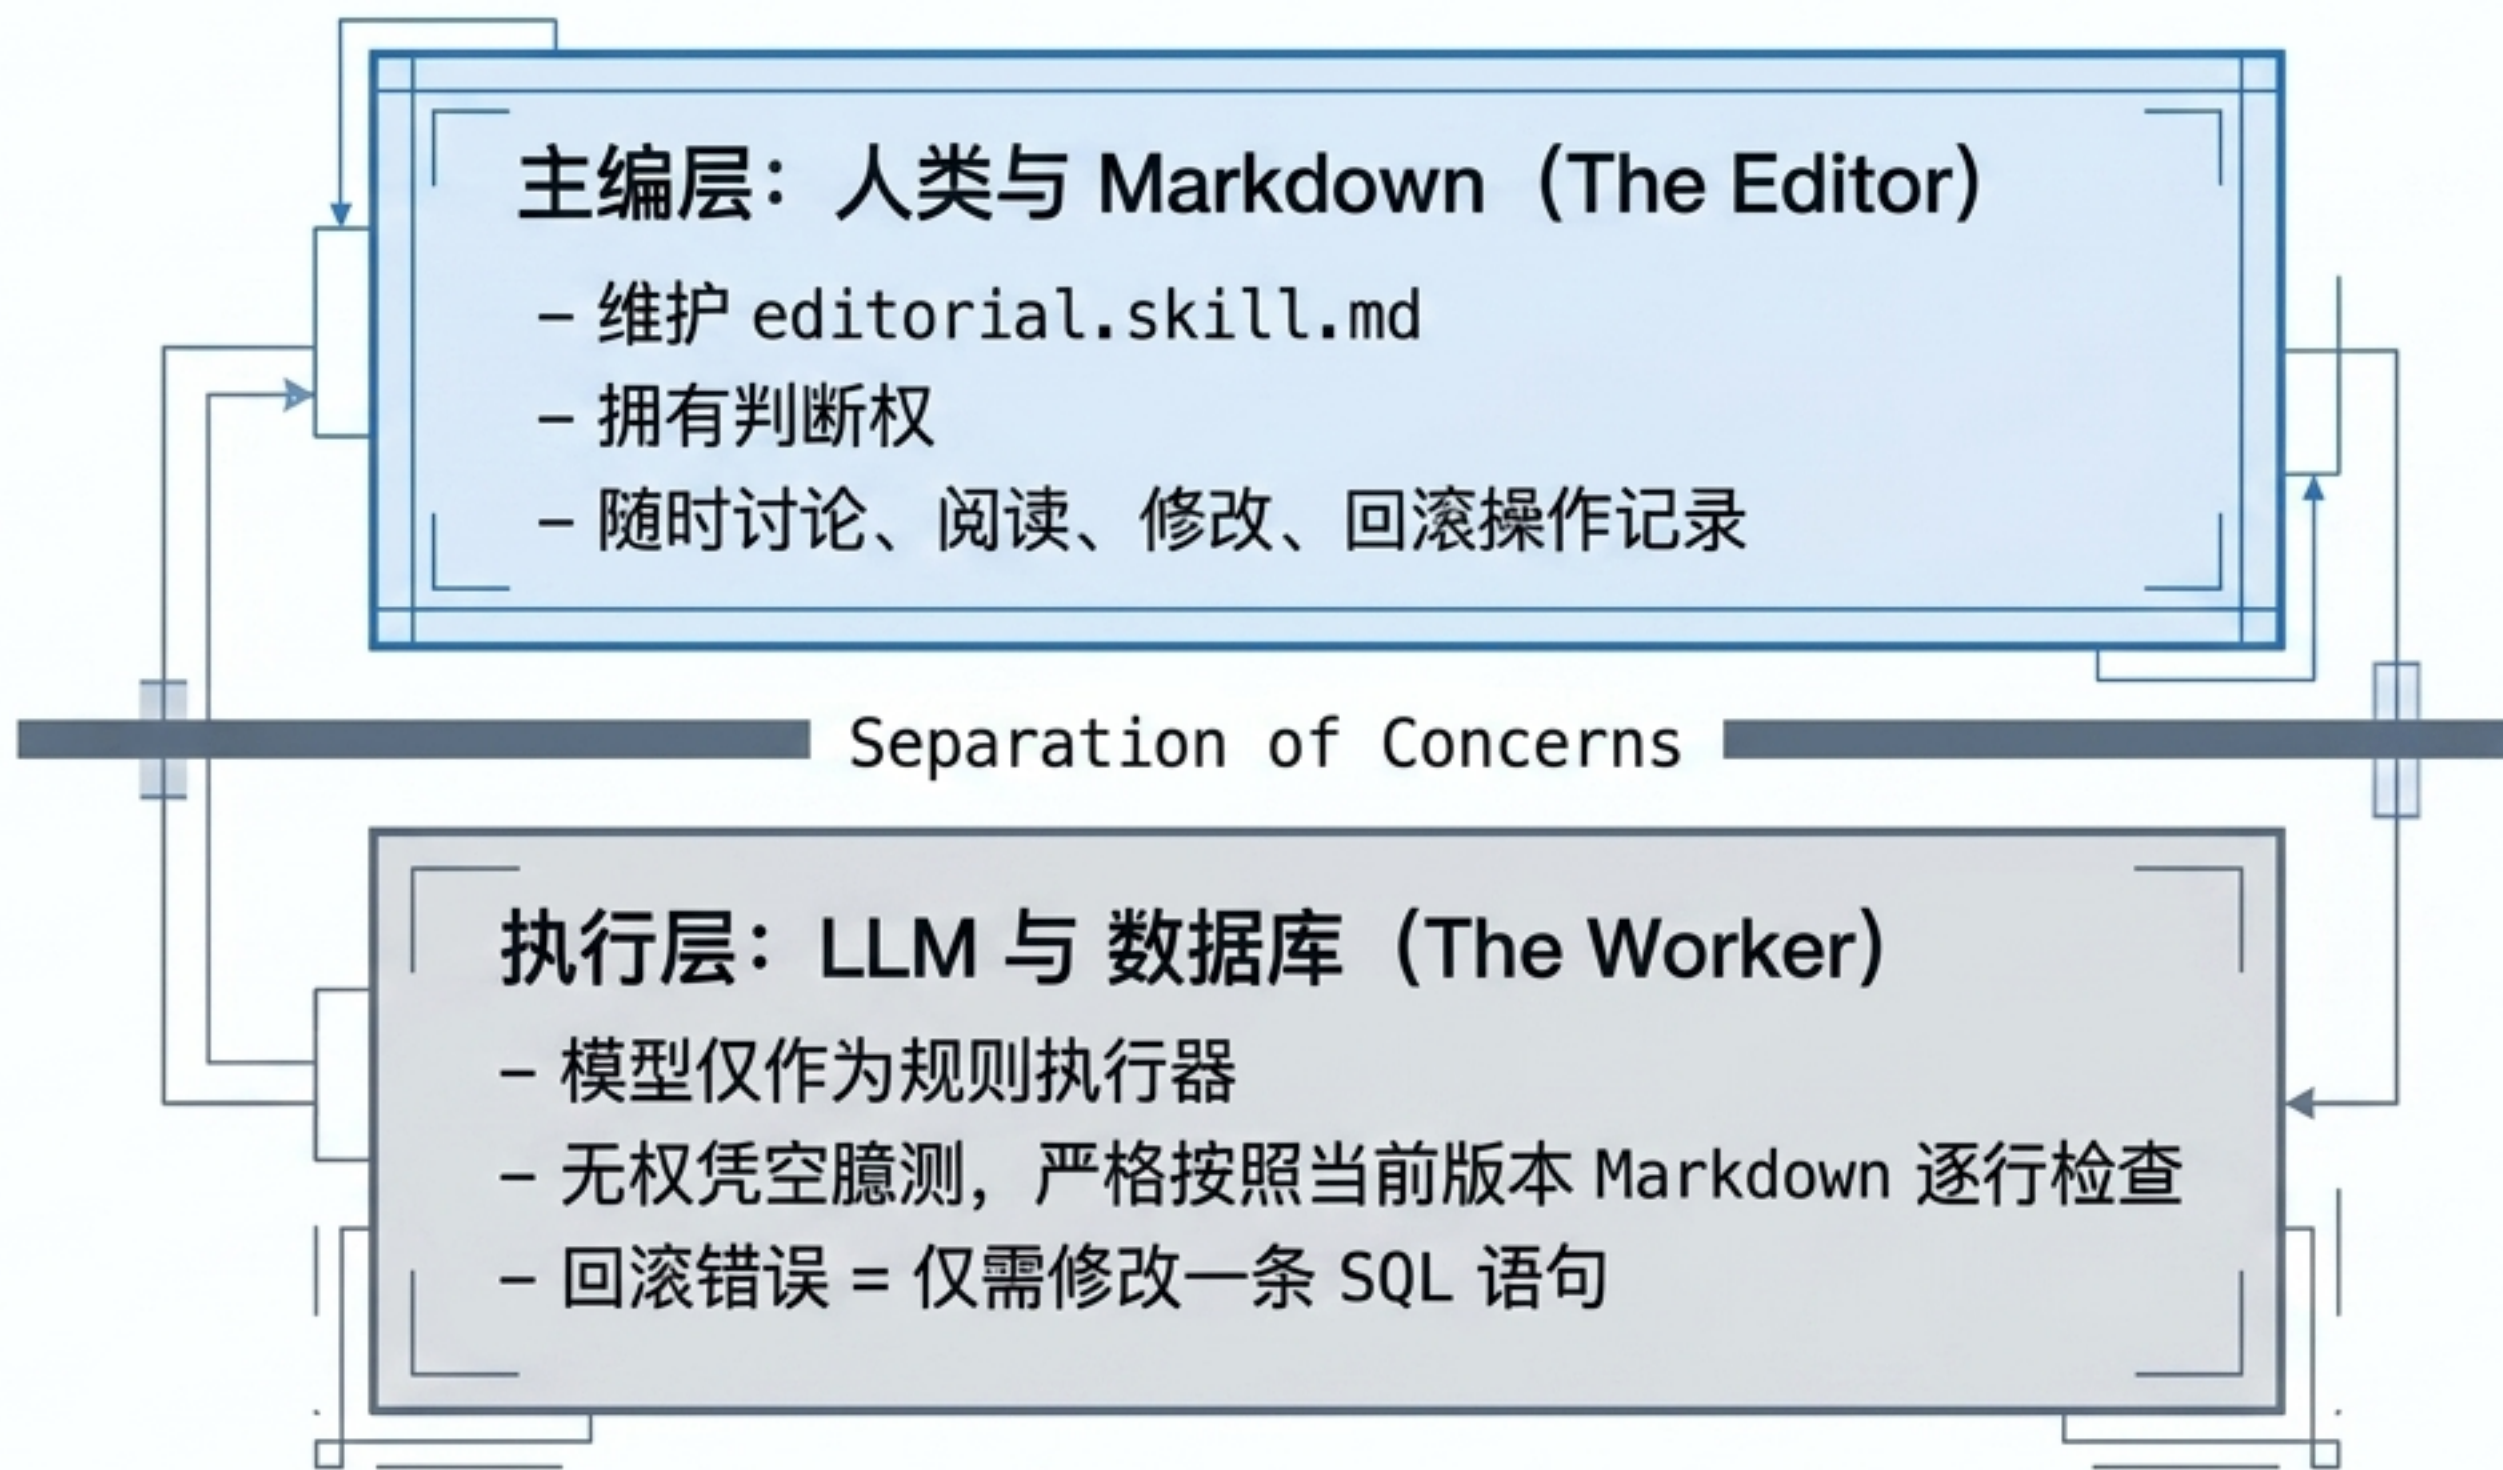 主编层：人类与 Markdown（The Editor）
– 维护 editorial.skill.md
– 拥有判断权
– 随时讨论、阅读、修改、回滚操作记录
Separation of Concerns
执行层：LLM 与 数据库（The Worker）
– 模型仅作为规则执行器
– 无权凭空臆测，严格按照当前版本 Markdown 逐行检查
– 回滚错误 = 仅需修改一条 SQL 语句